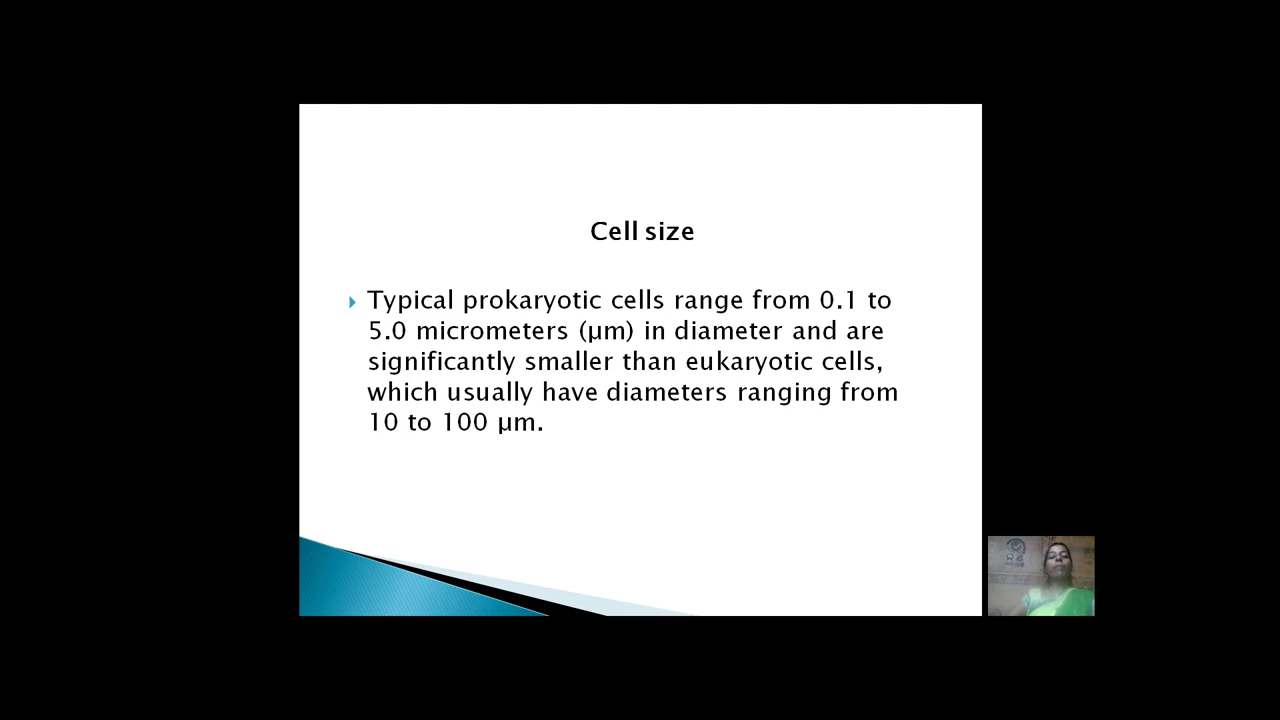 Cell size
Typical prokaryotic cells range from 0.1 to
5.0 micrometers (µm) in diameter and are
significantly smaller than eukaryotic cells,
which usually have diameters ranging from
10 to 100 µm.